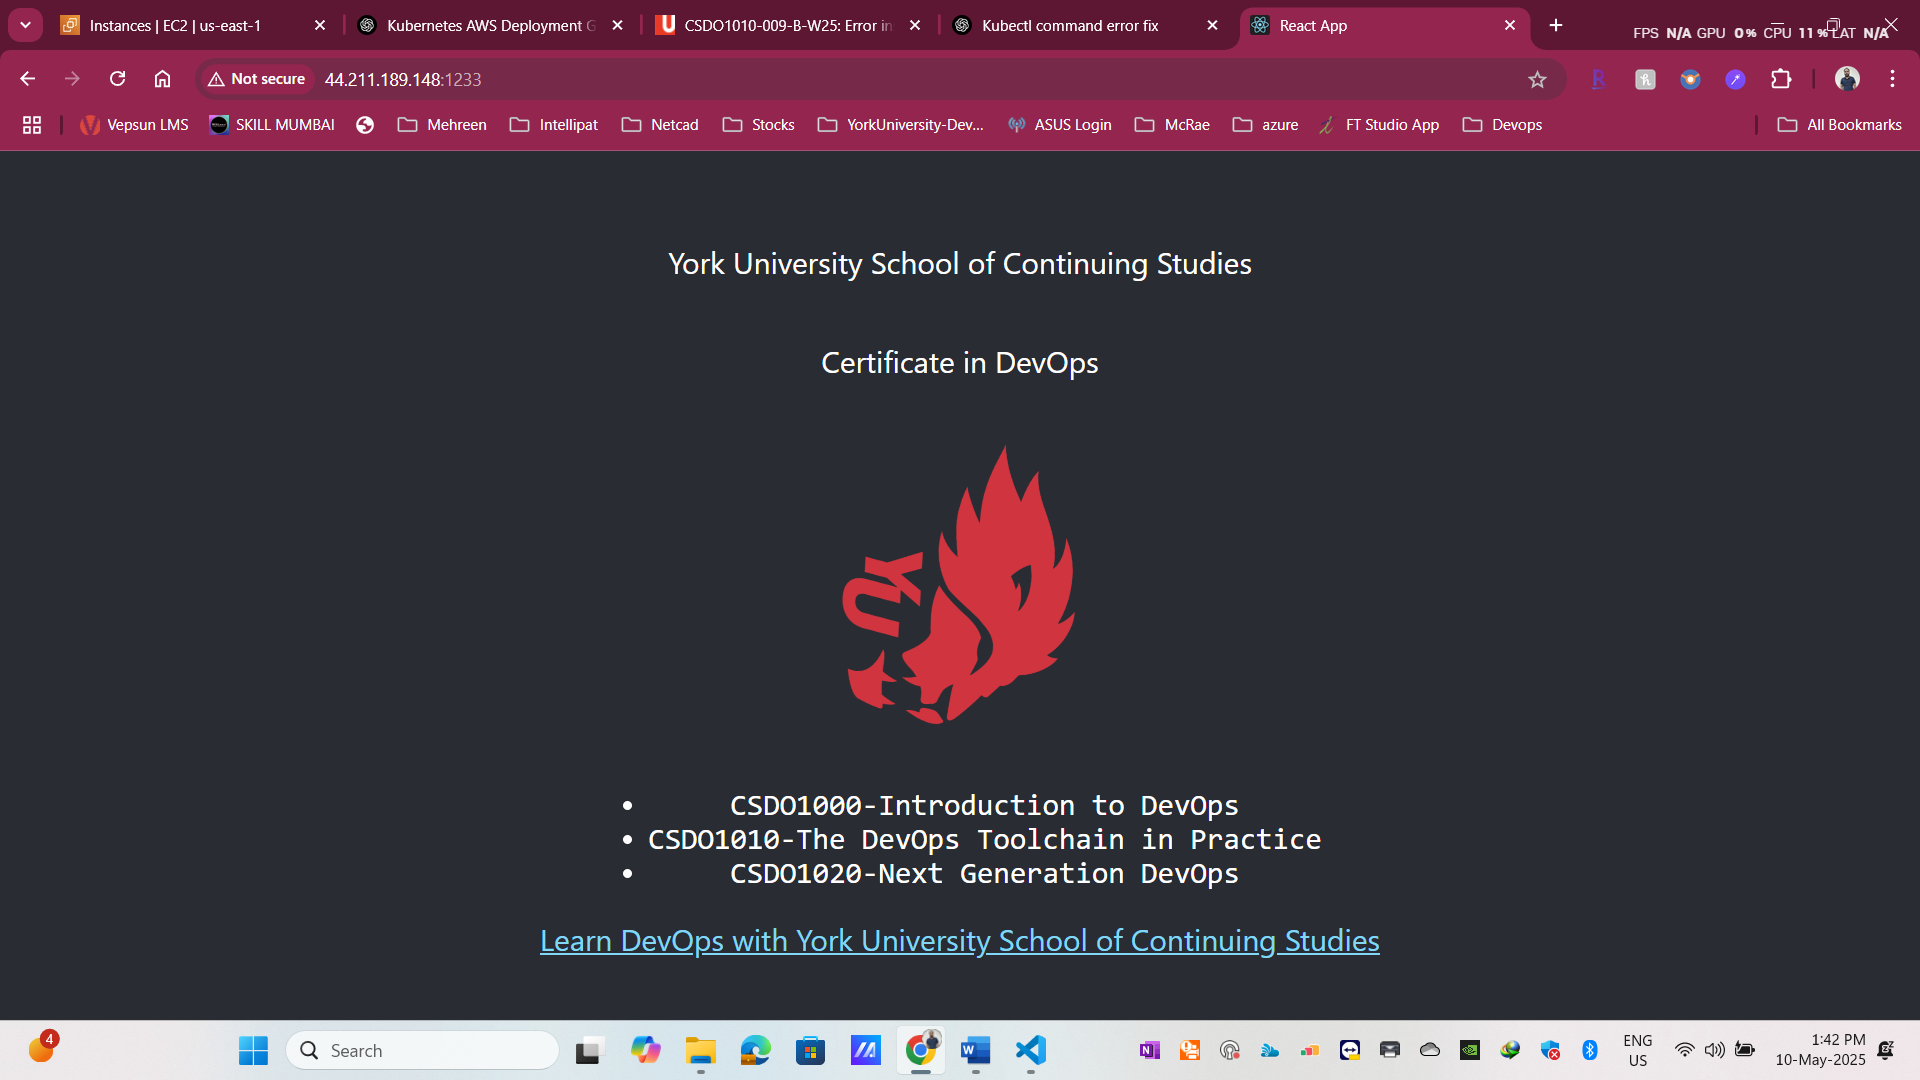 Instances | EC2 | us-east-1
Kubernetes AWS Deployment G
CSDO1010-009-B-W25: Error in
Kubectl command error fix
React App
FPS N/A GPU 0% CPU 11% LAT N/A
Not secure
44.211.189.148:1233
Vepsun LMS
SKILL MUMBAI
Mehreen
Intellipat
Netcad
Stocks
YorkUniversity-Dev...
ASUS Login
McRae
azure
FT Studio App
Devops
All Bookmarks
York University School of Continuing Studies
Certificate in DevOps
YU
• CSDO1000-Introduction to DevOps
• CSDO1010-The DevOps Toolchain in Practice
• CSDO1020-Next Generation DevOps
Learn DevOps with York University School of Continuing Studies
4
Search
ENG
US
1:42 PM
10-May-2025